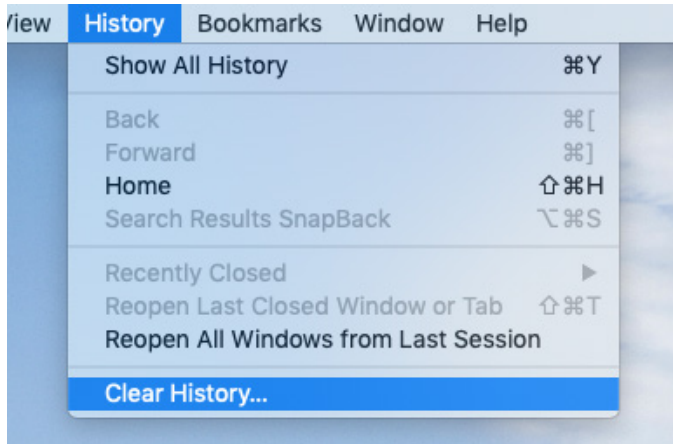 View History Bookmarks Window Help
Show All History ⌘Y
Back ⌘[
Forward ⌘]
Home ⇧⌘H
Search Results SnapBack ⌥⌘S
Recently Closed ▶
Reopen Last Closed Window or Tab ⇧⌘T
Reopen All Windows from Last Session
Clear History...